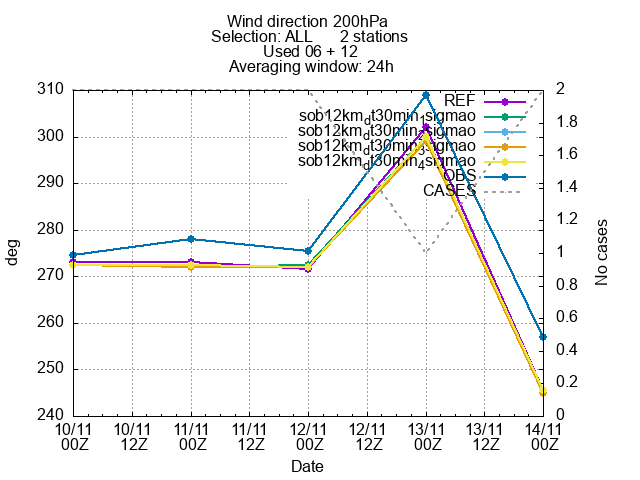 Wind direction 200hPa
Selection: ALL 2 stations
Used 06 + 12
Averaging window: 24h
310
300
290
280
270
260
250
240
deg
2
1.8
1.6
1.4
1.2
1
0.8
0.6
0.4
0.2
0
No cases
REF
sob12km_dt30min_1sigmao
sob12km_dt30min_2sigmao
sob12km_dt30min_3sigmao
sob12km_dt30min_4sigmao
OBS
CASES
10/11 10/11 11/11 11/11 12/11 12/11 13/11 13/11 14/11
00Z 12Z 00Z 12Z 00Z 12Z 00Z 12Z 00Z
Date